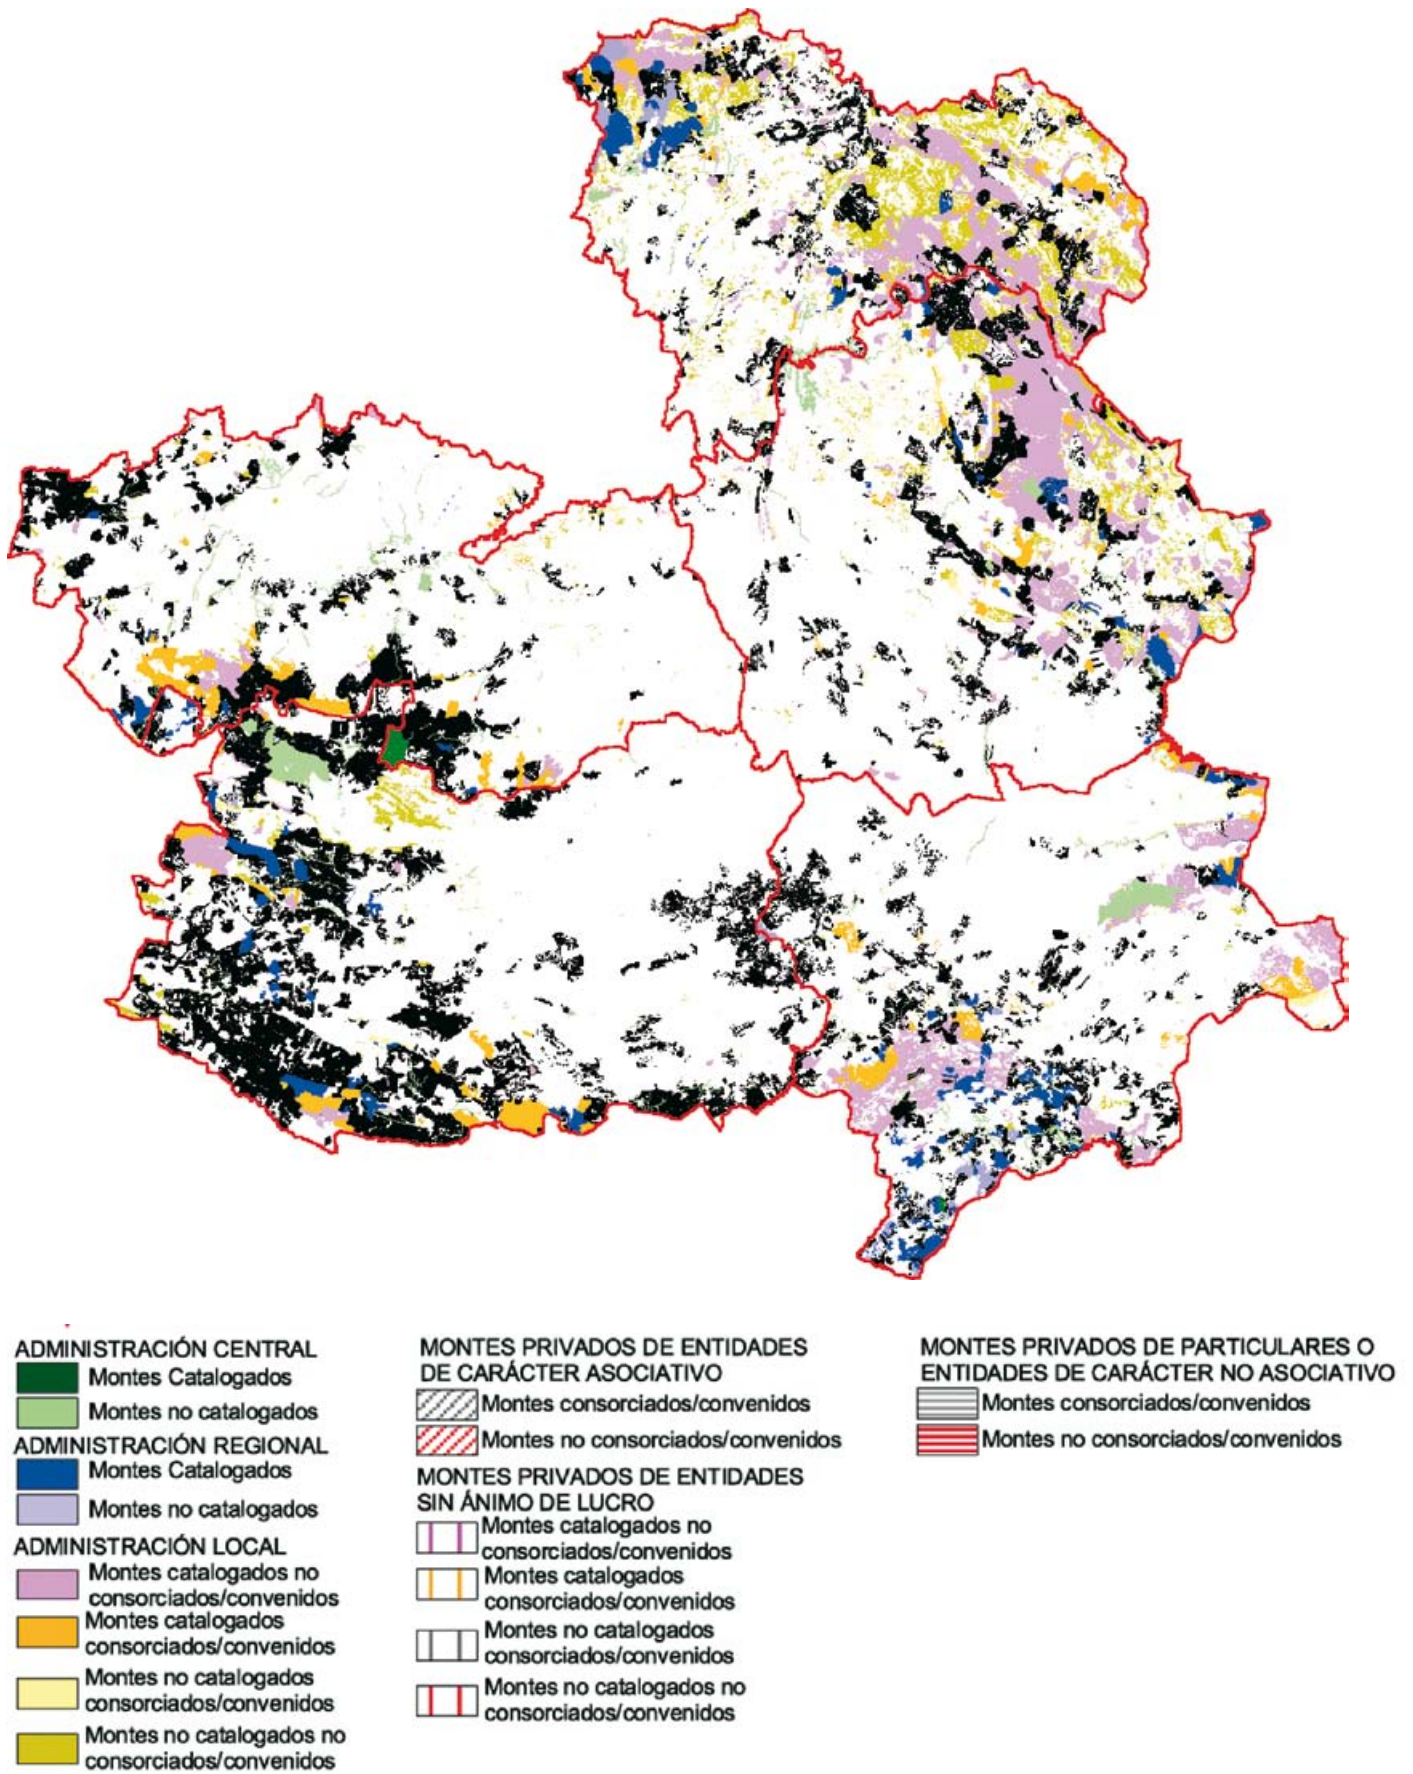 ADMINISTRACIÓN CENTRAL
Montes Catalogados
Montes no catalogados
ADMINISTRACIÓN REGIONAL
Montes Catalogados
Montes no catalogados
ADMINISTRACIÓN LOCAL
Montes catalogados no
consorciados/convenidos
Montes catalogados
consorciados/convenidos
Montes no catalogados
consorciados/convenidos
Montes no catalogados no
consorciados/convenidos
MONTES PRIVADOS DE ENTIDADES
DE CARÁCTER ASOCIATIVO
Montes consorciados/convenidos
Montes no consorciados/convenidos
MONTES PRIVADOS DE ENTIDADES
SIN ÁNIMO DE LUCRO
Montes catalogados no
consorciados/convenidos
Montes catalogados
consorciados/convenidos
Montes no catalogados
consorciados/convenidos
Montes no catalogados no
consorciados/convenidos
MONTES PRIVADOS DE PARTICULARES O
ENTIDADES DE CARÁCTER NO ASOCIATIVO
Montes consorciados/convenidos
Montes no consorciados/convenidos